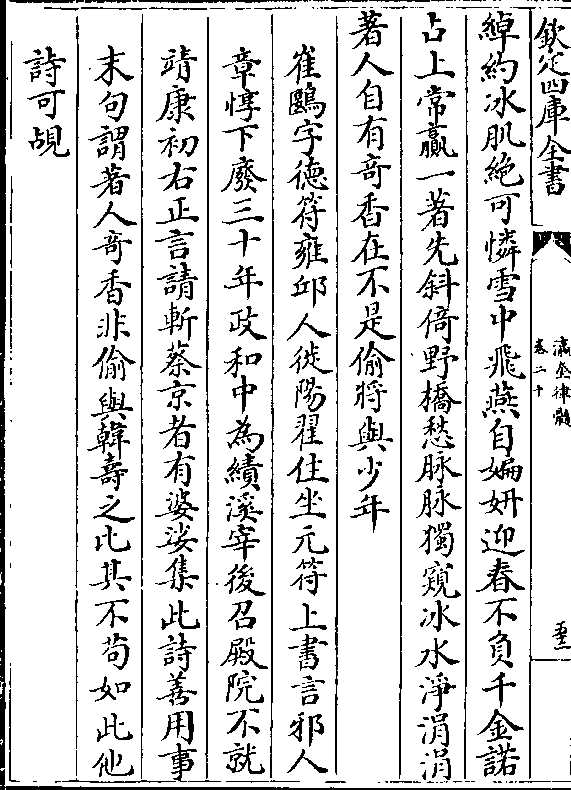 欽定四庫全書
瀛奎律髓
卷二十
綽約冰肌絶可憐雪中飛燕自婳妍迎春不負千金諾
占上常贏一著先斜倚野橋愁脉脉獨窺冰水淨涓涓
著人自有竒香在不是偷將與少年
崔鷗字徳符雍邱人徙陽翟住坐元符上書言邪人
章惇下廢三十年政和中為績溪宰後召殿院不就
靖康初右正言請斬蔡京者有婆娑集此詩善用事
末句謂著人竒香非偷與韓壽之比其不苟如此他
詩可覘